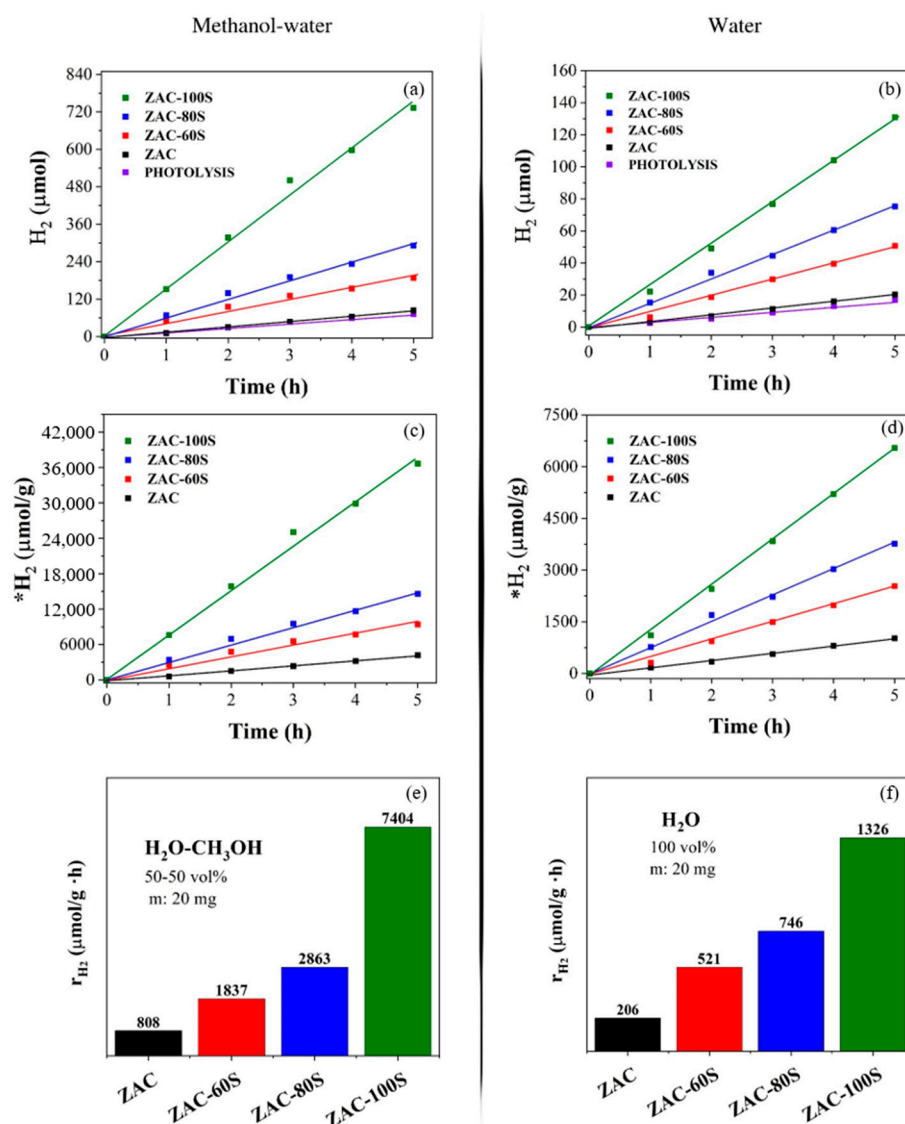 Methanol-water
Water
(a)
840
720
600
480
360
240
120
0
H₂ (μmol)
ZAC-100S
ZAC-80S
ZAC-60S
ZAC
PHOTOLYSIS
0 1 2 3 4 5
Time (h)
(b)
160
140
120
100
80
60
40
20
0
H₂ (μmol)
ZAC-100S
ZAC-80S
ZAC-60S
ZAC
PHOTOLYSIS
0 1 2 3 4 5
Time (h)
(c)
42,000
36,000
30,000
24,000
18,000
12,000
6000
0
*H₂ (μmol/g)
ZAC-100S
ZAC-80S
ZAC-60S
ZAC
0 1 2 3 4 5
Time (h)
(d)
7500
6000
4500
3000
1500
0
*H₂ (μmol/g)
ZAC-100S
ZAC-80S
ZAC-60S
ZAC
0 1 2 3 4 5
Time (h)
(e)
H₂O-CH₃OH
50-50 vol%
m: 20 mg
r_H₂ (μmol/g ·h)
808
1837
2863
7404
ZAC
ZAC-60S
ZAC-80S
ZAC-100S
(f)
H₂O
100 vol%
m: 20 mg
r_H₂ (μmol/g ·h)
206
521
746
1326
ZAC
ZAC-60S
ZAC-80S
ZAC-100S